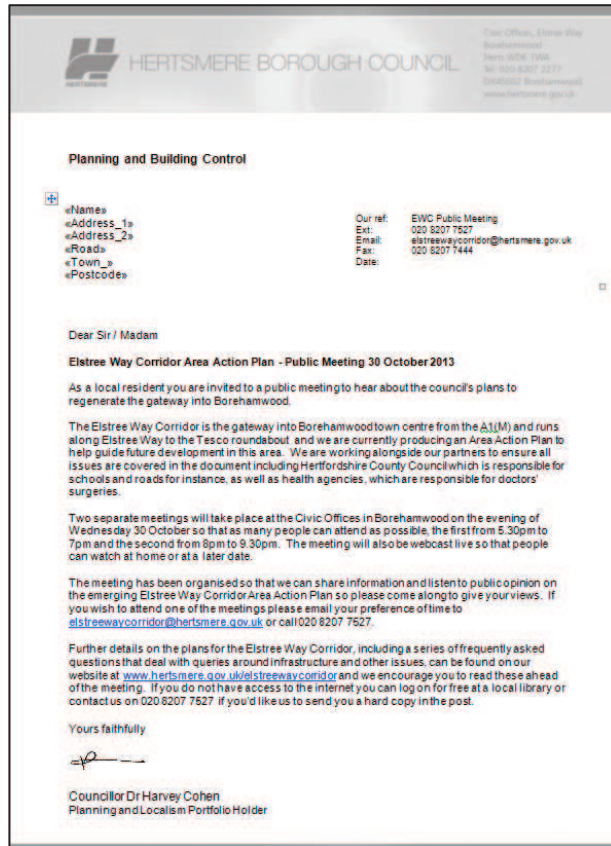 HERTSMERE BOROUGH COUNCIL
HERTSMERE
Civic Offices, Elstree Way
Borehamwood
Herts WD6 1WA
Tel: 020 8207 2277
DX45602 Borehamwood
www.hertsmere.gov.uk
Planning and Building Control
«Name»
«Address_1»
«Address_2»
«Road»
«Town_»
«Postcode»
Our ref: EWC Public Meeting
Ext: 020 8207 7527
Email: elstreewaycorridor@hertsmere.gov.uk
Fax: 020 8207 7444
Date:
Dear Sir / Madam
Elstree Way Corridor Area Action Plan - Public Meeting 30 October 2013
As a local resident you are invited to a public meeting to hear about the council's plans to
regenerate the gateway into Borehamwood.
The Elstree Way Corridor is the gateway into Borehamwood town centre from the A1(M) and runs
along Elstree Way to the Tesco roundabout and we are currently producing an Area Action Plan to
help guide future development in this area. We are working alongside our partners to ensure all
issues are covered in the document including Hertfordshire County Council which is responsible for
schools and roads for instance, as well as health agencies, which are responsible for doctors'
surgeries.
Two separate meetings will take place at the Civic Offices in Borehamwood on the evening of
Wednesday 30 October so that as many people can attend as possible, the first from 5.30pm to
7pm and the second from 8pm to 9.30pm. The meeting will also be webcast live so that people
can watch at home or at a later date.
The meeting has been organised so that we can share information and listen to public opinion on
the emerging Elstree Way Corridor Area Action Plan so please come along to give your views. If
you wish to attend one of the meetings please email your preference of time to
elstreewaycorridor@hertsmere.gov.uk or call 020 8207 7527.
Further details on the plans for the Elstree Way Corridor, including a series of frequently asked
questions that deal with queries around infrastructure and other issues, can be found on our
website at www.hertsmere.gov.uk/elstreewaycorridor and we encourage you to read these ahead
of the meeting. If you do not have access to the internet you can log on for free at a local library or
contact us on 020 8207 7527 if you'd like us to send you a hard copy in the post.
Yours faithfully
Councillor Dr Harvey Cohen
Planning and Localism Portfolio Holder